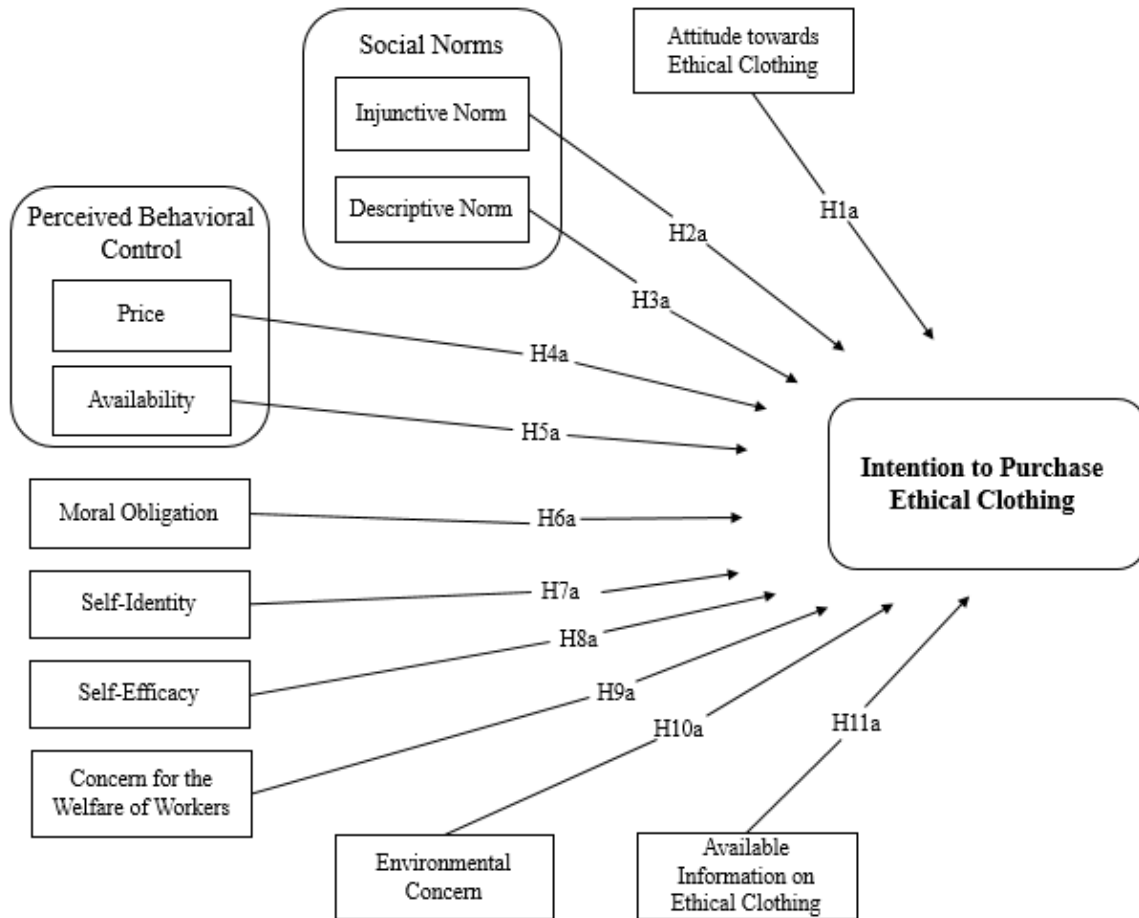 Social Norms
Injunctive Norm
Descriptive Norm
Attitude towards
Ethical Clothing
H1a
H2a
H3a
Perceived Behavioral
Control
Price
Availability
H4a
H5a
Intention to Purchase
Ethical Clothing
Moral Obligation
H6a
Self-Identity
H7a
Self-Efficacy
H8a
Concern for the
Welfare of Workers
H9a
Environmental
Concern
H10a
Available
Information on
Ethical Clothing
H11a